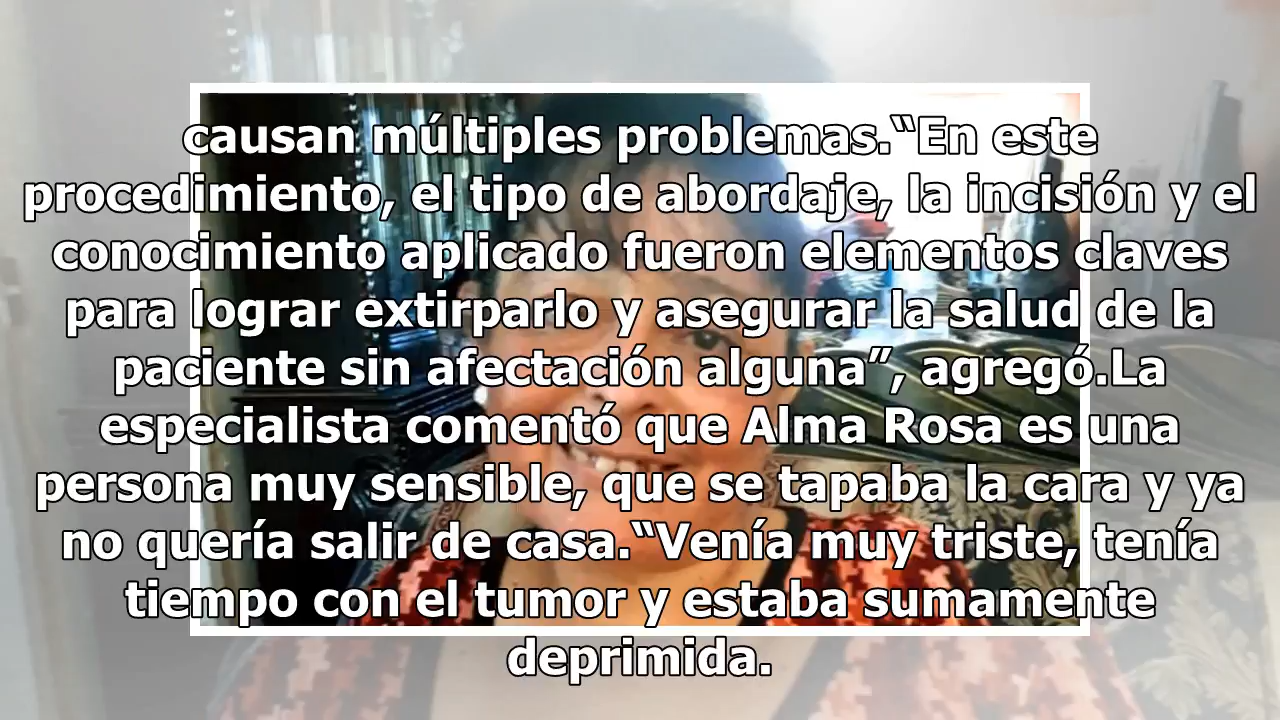 causan múltiples problemas.“En este
procedimiento, el tipo de abordaje, la incisión y el
conocimiento aplicado fueron elementos claves
para lograr extirparlo y asegurar la salud de la
paciente sin afectación alguna”, agregó.La
especialista comentó que Alma Rosa es una
persona muy sensible, que se tapaba la cara y ya
no quería salir de casa.“Venía muy triste, tenía
tiempo con el tumor y estaba sumamente
deprimida.